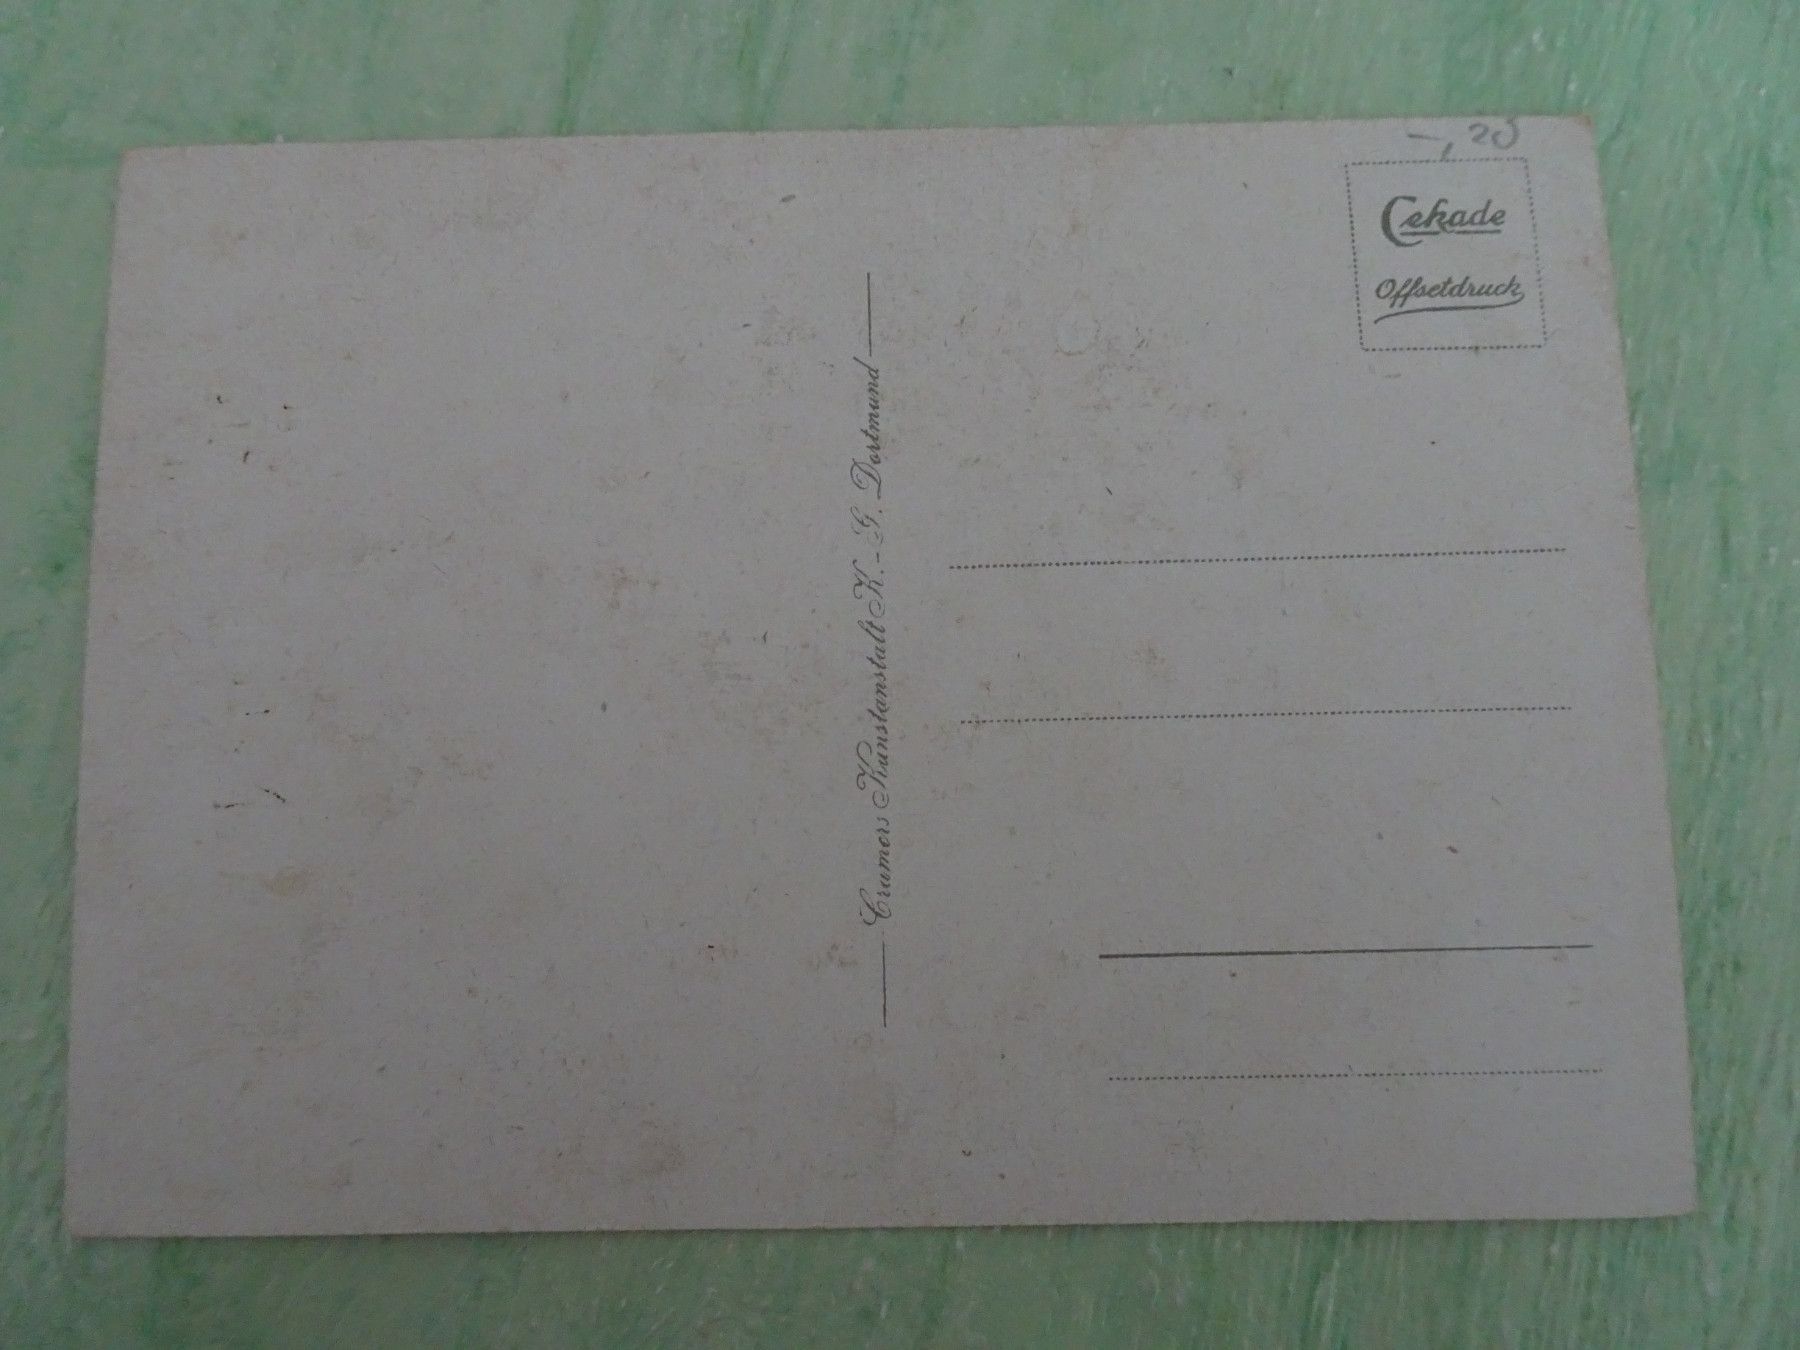 -,20
Cekade
Offsetdruck
Cramers Kunstanstalt K.-G. Dortmund